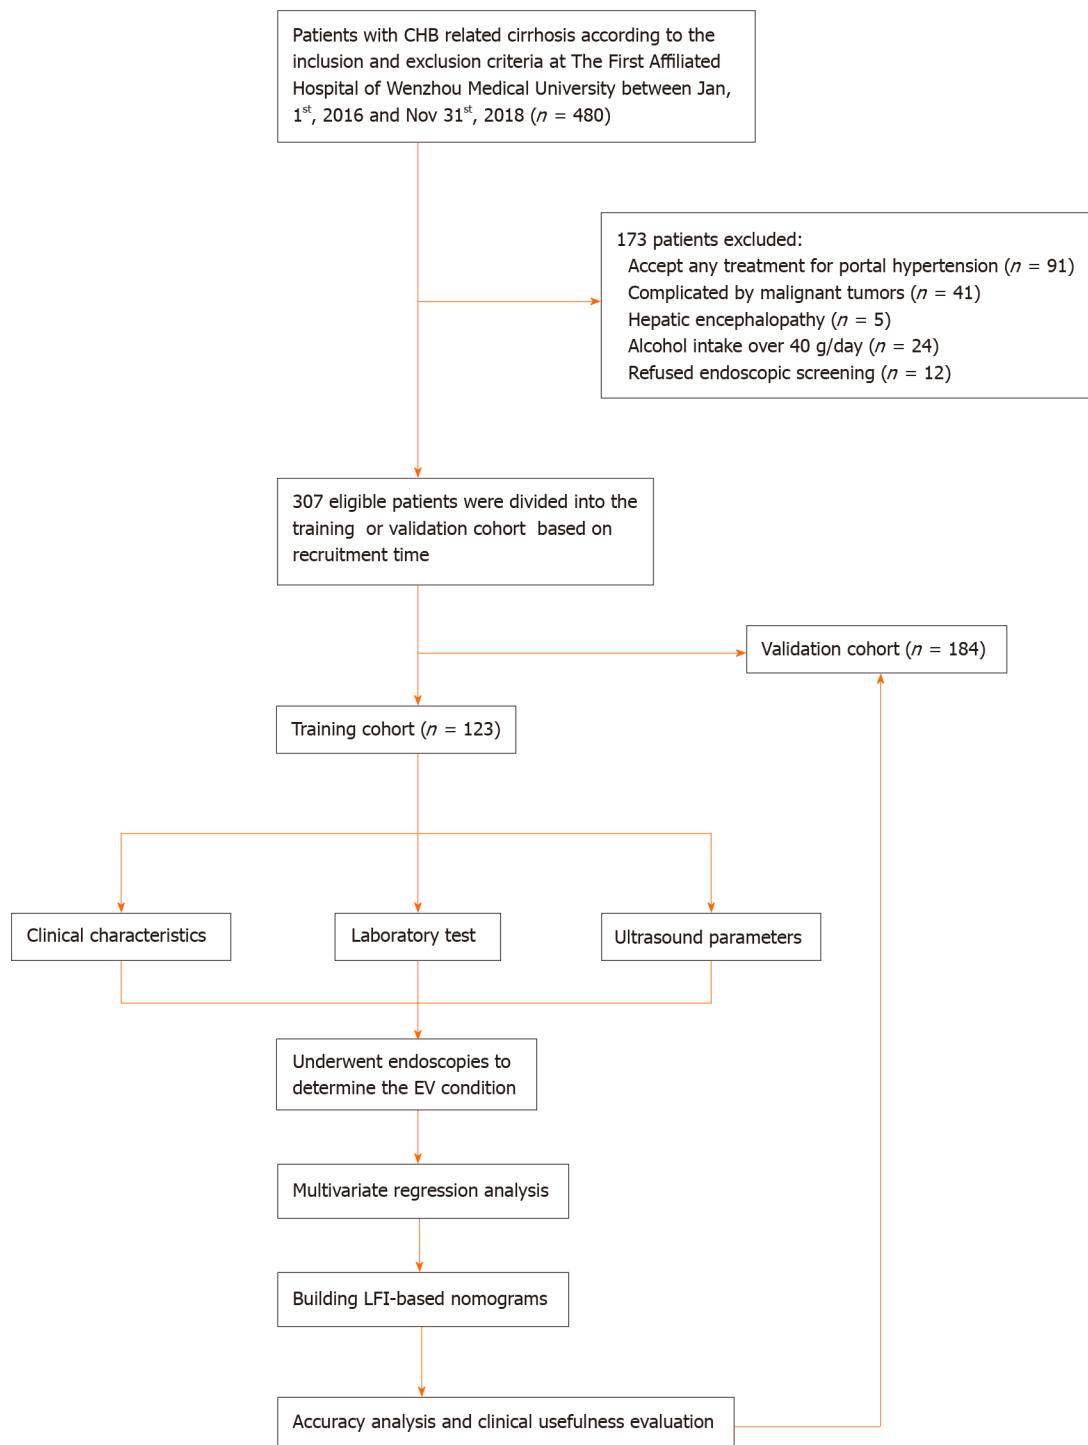 Patients with CHB related cirrhosis according to the
inclusion and exclusion criteria at The First Affiliated
Hospital of Wenzhou Medical University between Jan,
1st, 2016 and Nov 31st, 2018 (n = 480)
173 patients excluded:
Accept any treatment for portal hypertension (n = 91)
Complicated by malignant tumors (n = 41)
Hepatic encephalopathy (n = 5)
Alcohol intake over 40 g/day (n = 24)
Refused endoscopic screening (n = 12)
307 eligible patients were divided into the
training or validation cohort based on
recruitment time
Validation cohort (n = 184)
Training cohort (n = 123)
Clinical characteristics
Laboratory test
Ultrasound parameters
Underwent endoscopies to
determine the EV condition
Multivariate regression analysis
Building LFI-based nomograms
Accuracy analysis and clinical usefulness evaluation